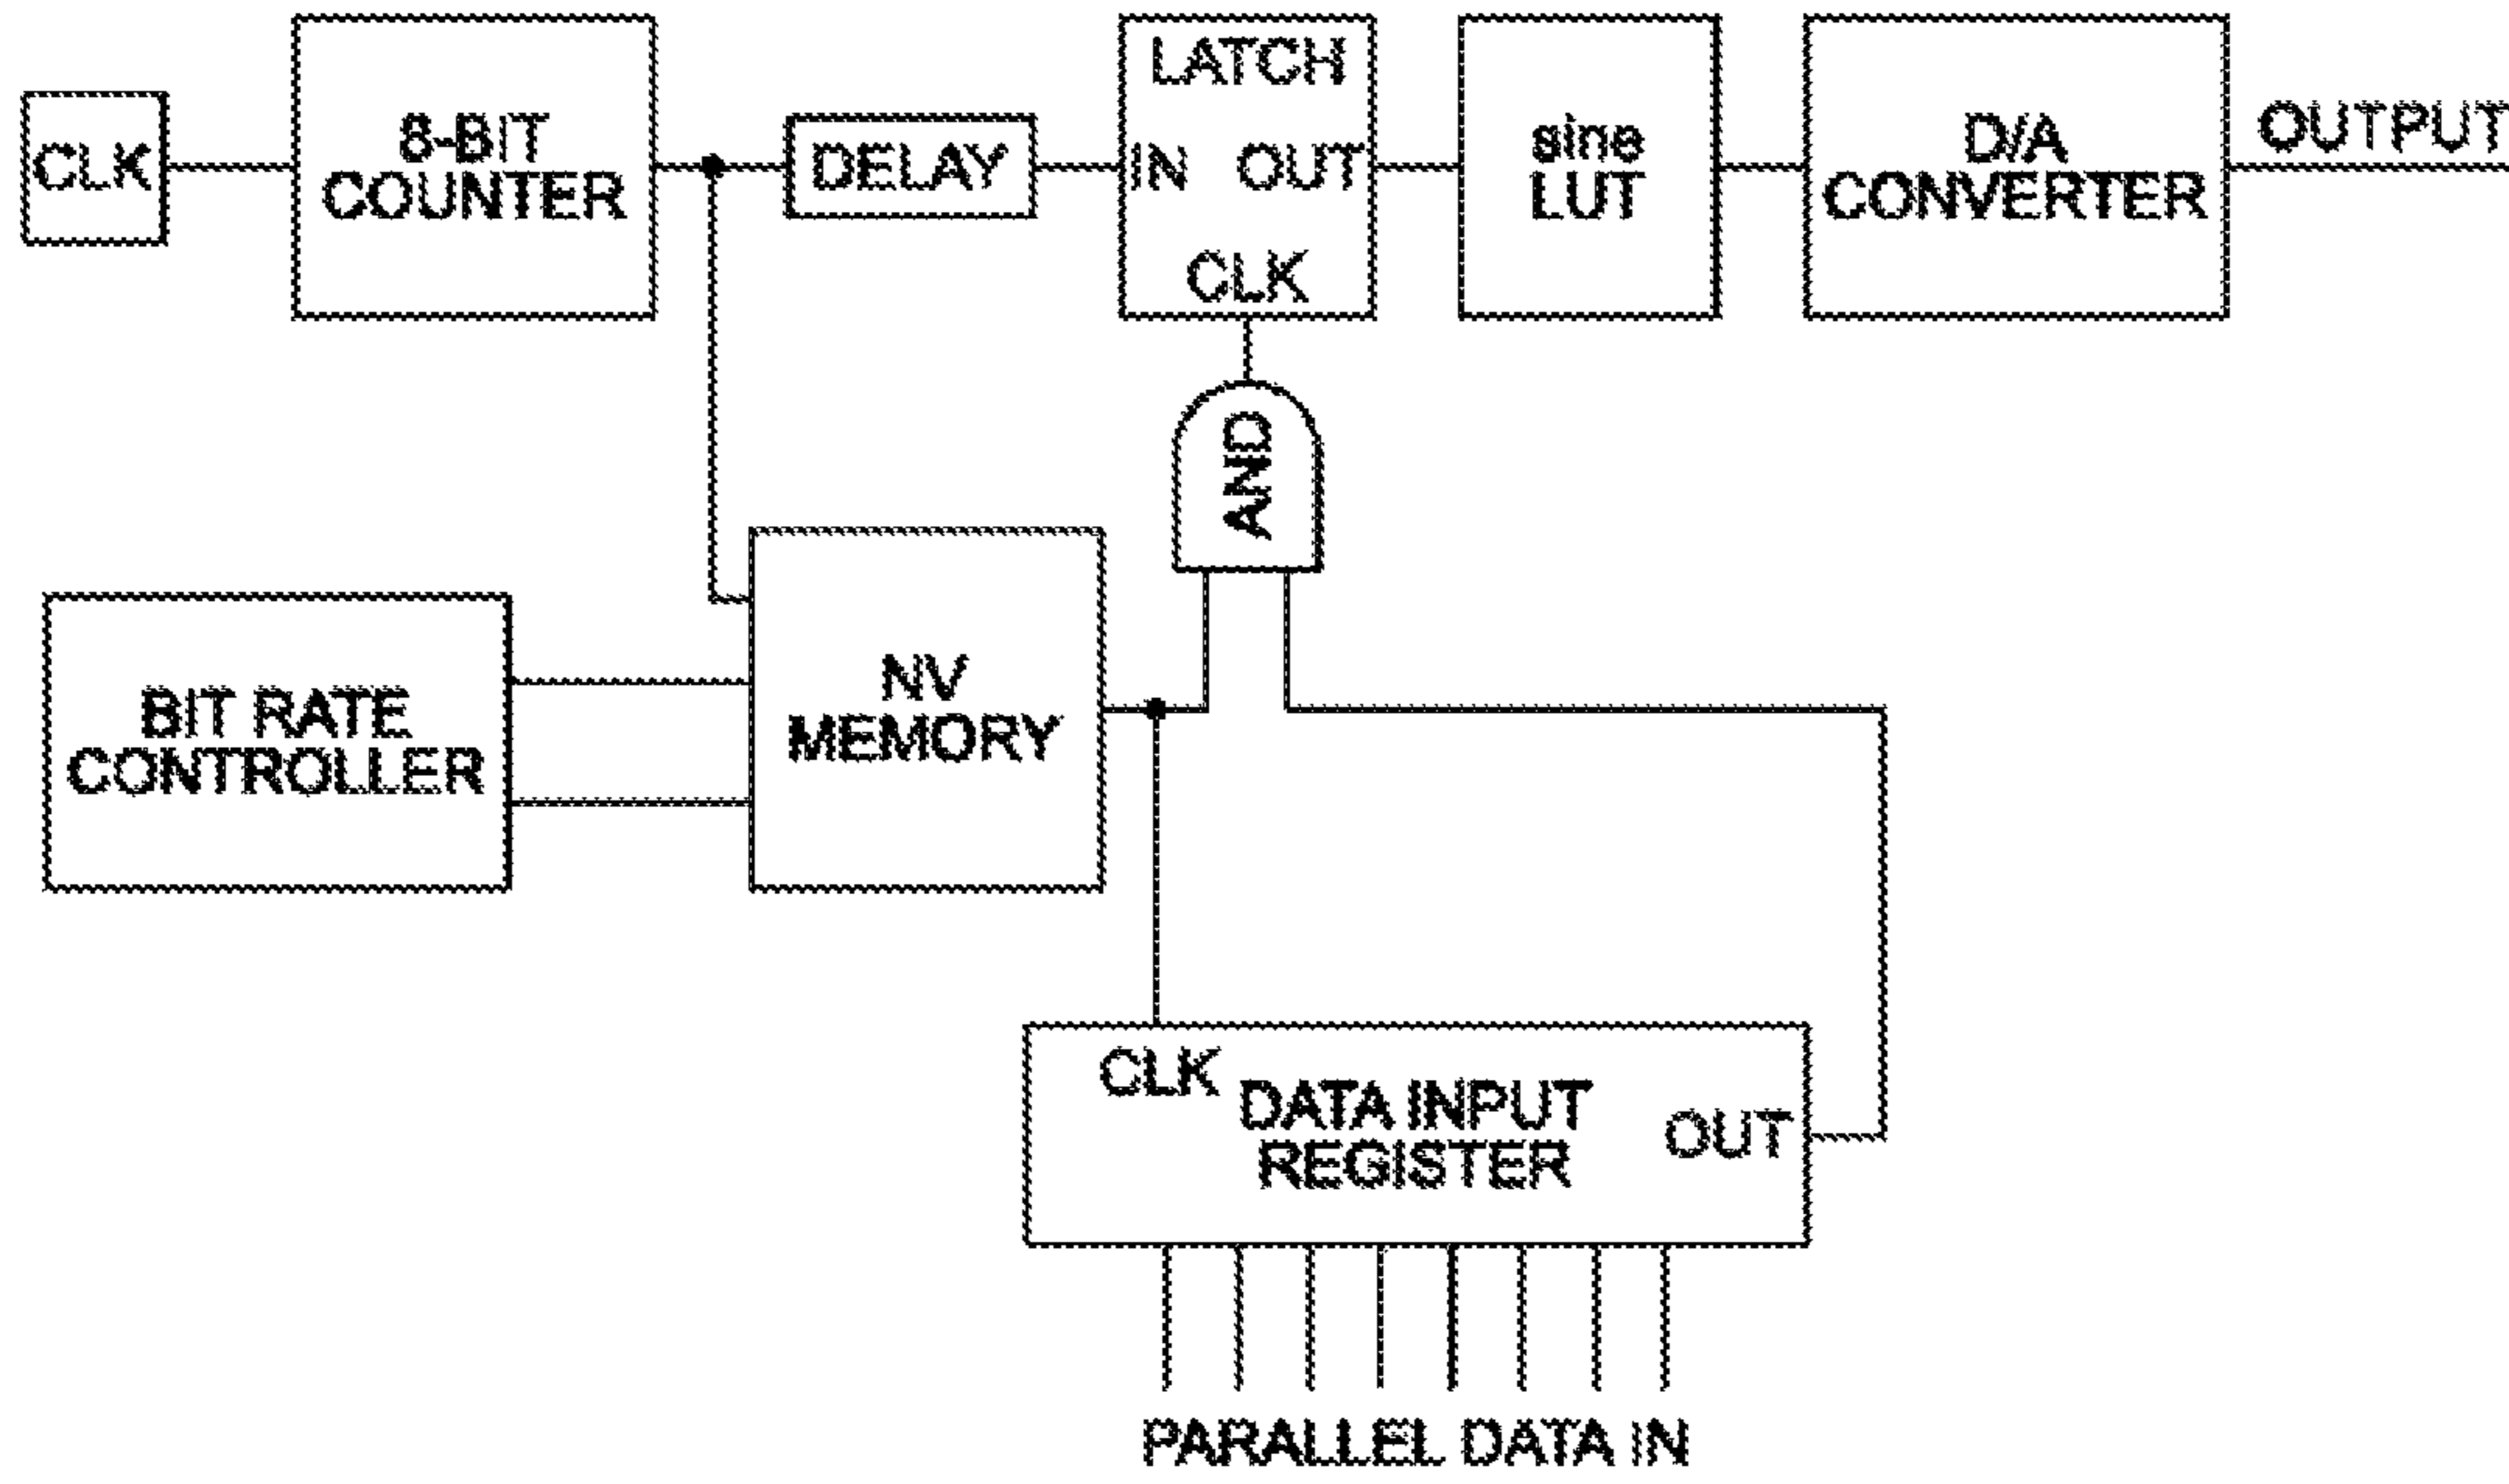 CLK
8-BIT
COUNTER
DELAY
LATCH
IN OUT
CLK
sine
LUT
D/A
CONVERTER
OUTPUT
AND
BIT RATE
CONTROLLER
NV
MEMORY
CLK
DATA INPUT
REGISTER
OUT
PARALLEL DATA IN